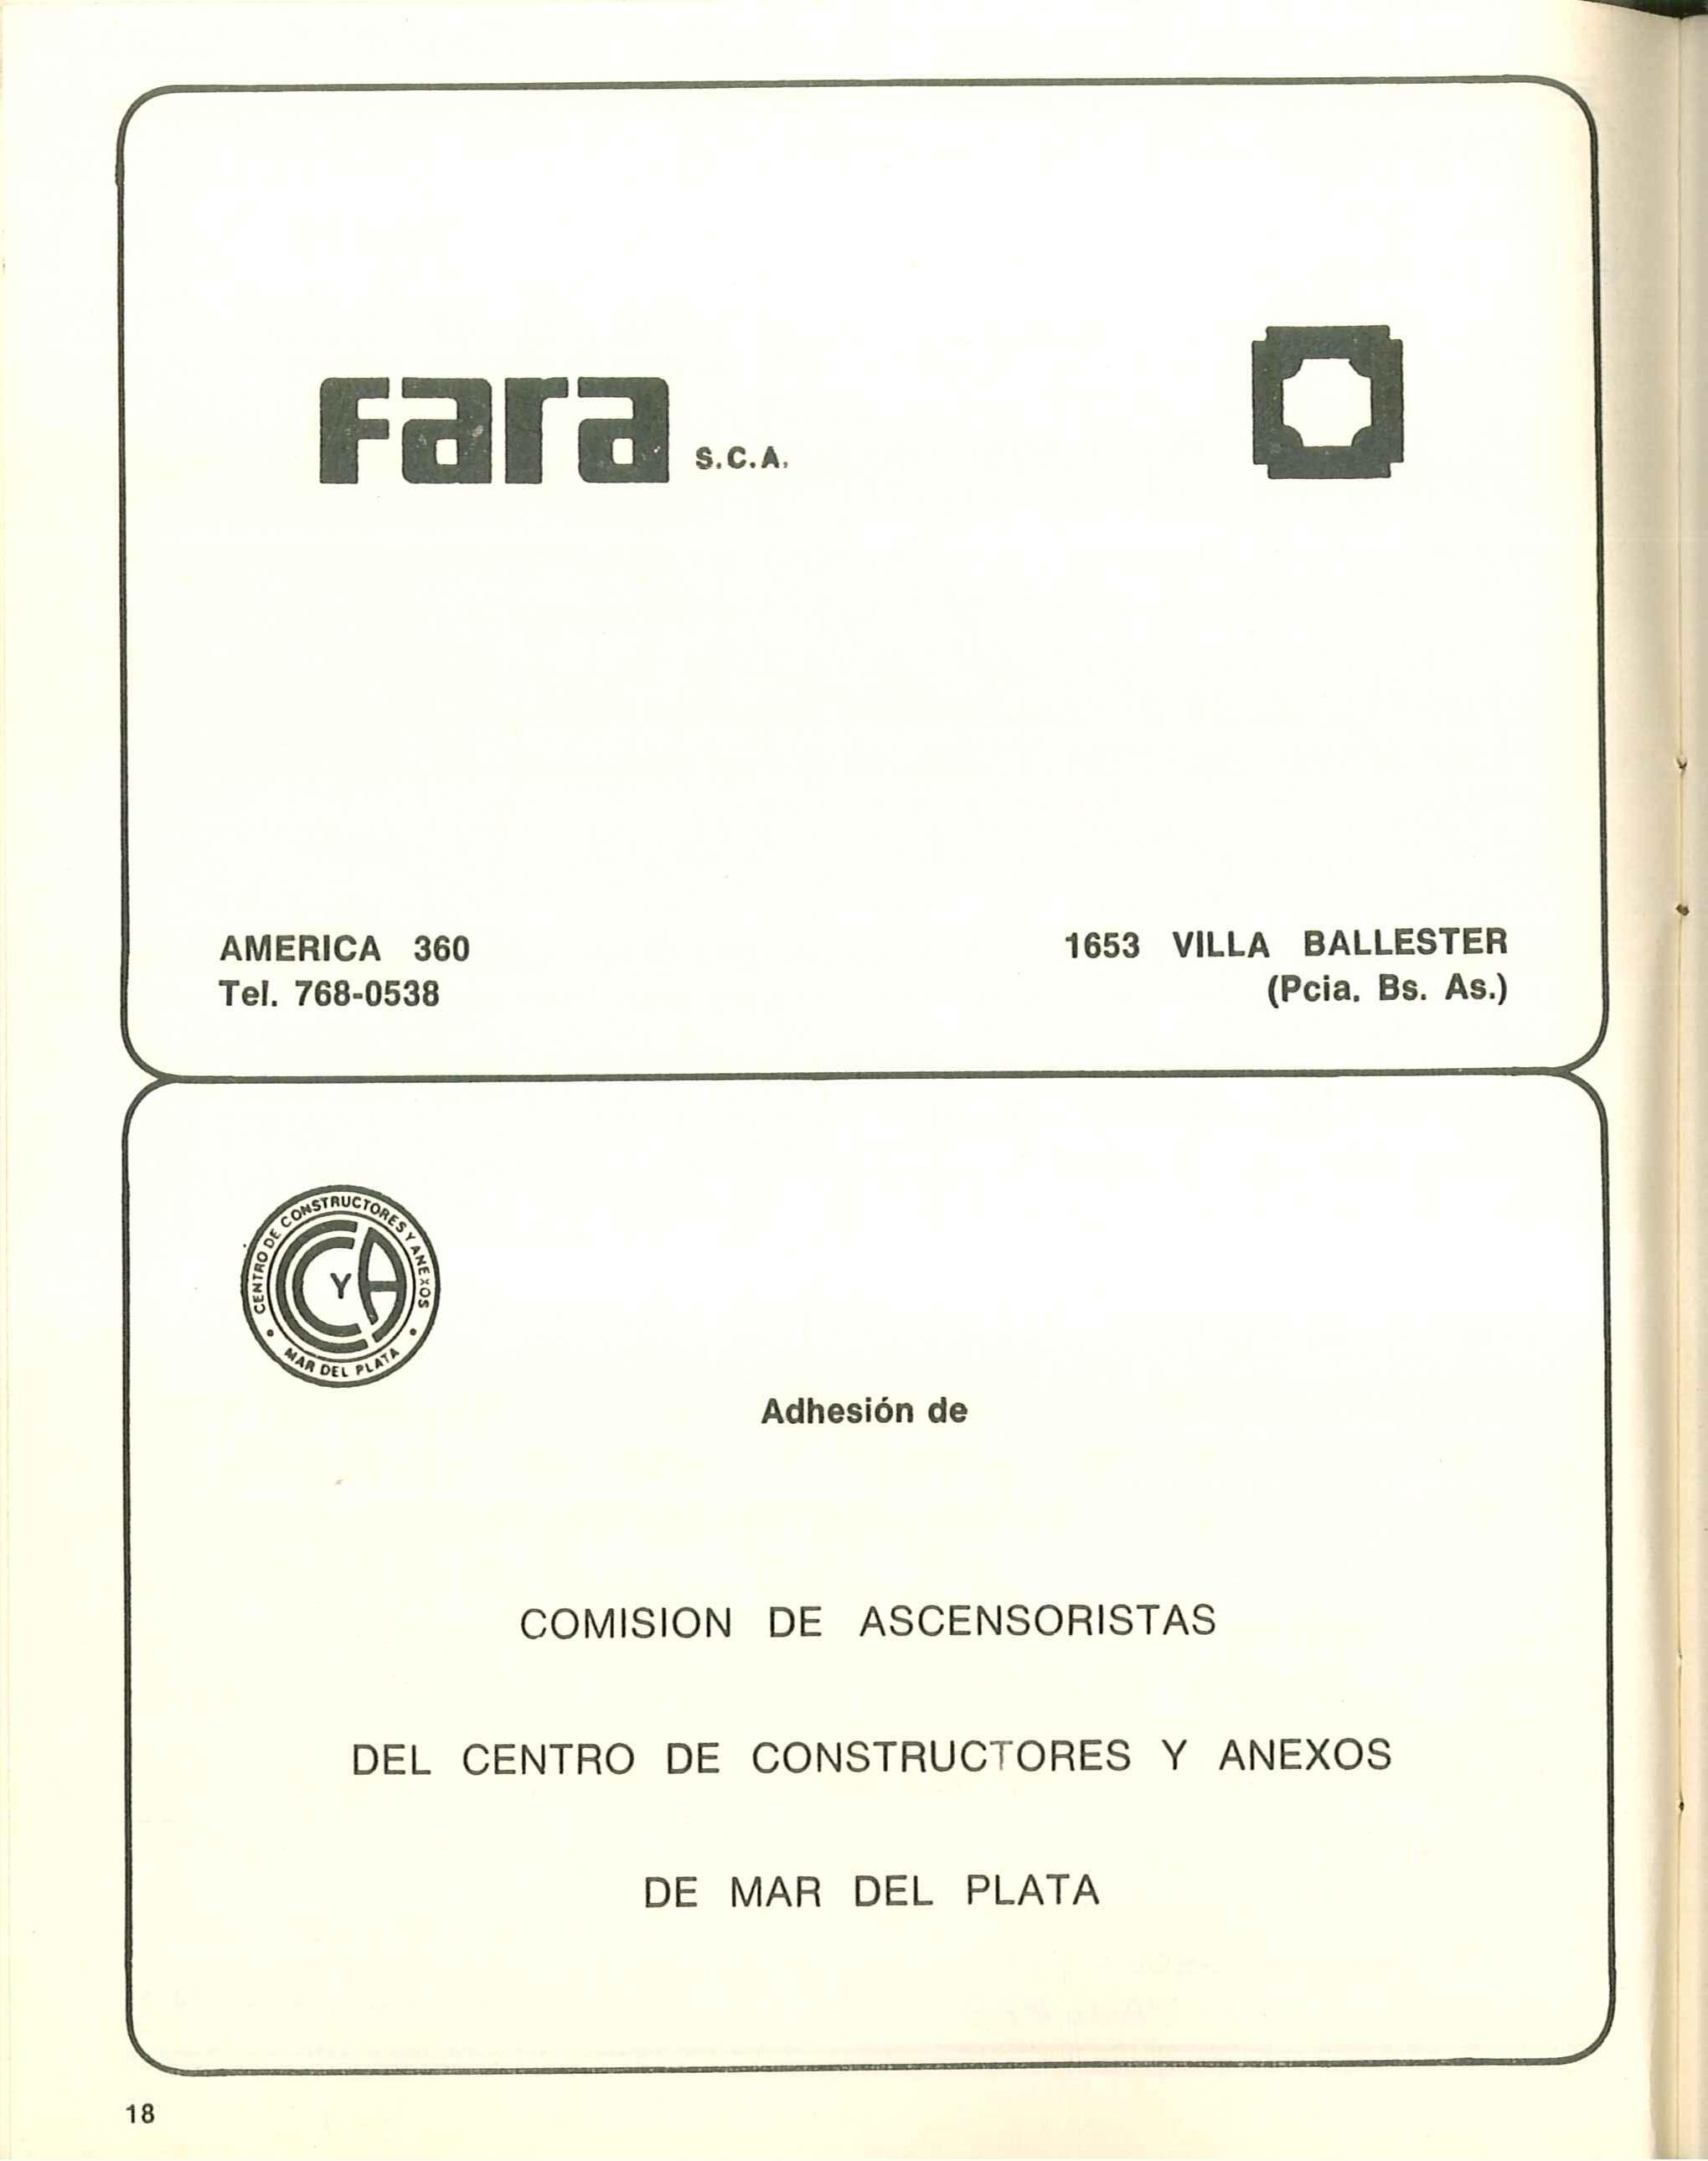 Fara S.C.A.
AMERICA 360
Tel. 768-0538
1653 VILLA BALLESTER
(Pcia. Bs. As.)
CENTRO DE CONSTRUCTORES Y ANEXOS
CC Y A
• MAR DEL PLATA •
Adhesión de
COMISION DE ASCENSORISTAS
DEL CENTRO DE CONSTRUCTORES Y ANEXOS
DE MAR DEL PLATA
18